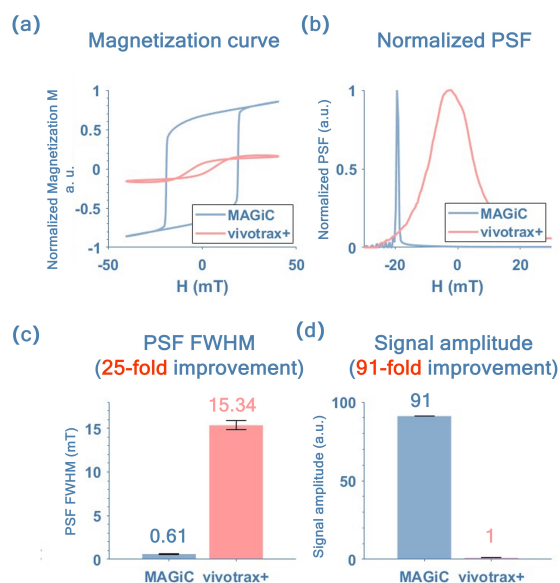 (a)
Magnetization curve
Normalized Magnetization M
a. u.
1
0.5
0
-0.5
-1
-50
0
50
H (mT)
MAGiC
vivotrax+
(b)
Normalized PSF
Normalized PSF (a.u.)
1
0.5
0
-20
0
20
H (mT)
MAGiC
vivotrax+
(c)
PSF FWHM
(25-fold improvement)
PSF FWHM (mT)
15
10
5
0
0.61
15.34
MAGiC vivotrax+
(d)
Signal amplitude
(91-fold improvement)
Signal amplitude (a.u.)
100
50
0
91
1
MAGiC vivotrax+